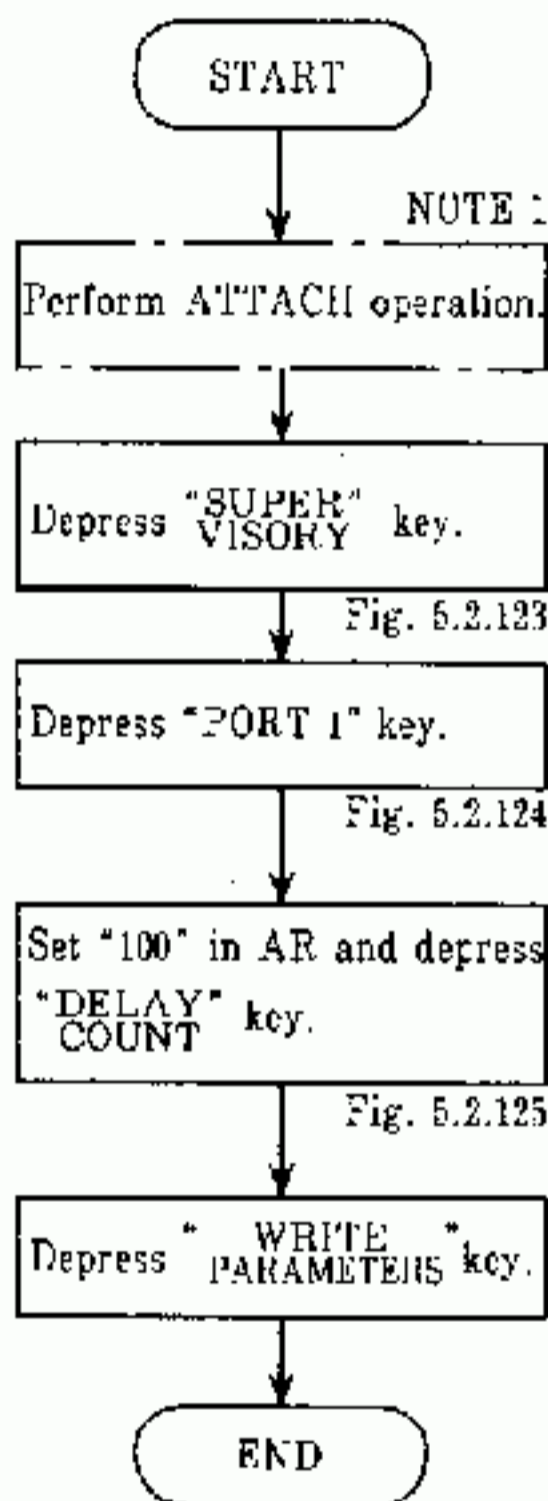 START
NOTE 1
Perform ATTACH operation.
Depress "SUPER VISORY" key.
Fig. 5.2.123
Depress "PORT 1" key.
Fig. 5.2.124
Set "100" in AR and depress
"DELAY COUNT" key.
Fig. 5.2.125
Depress "WRITE PARAMETERS" key.
END